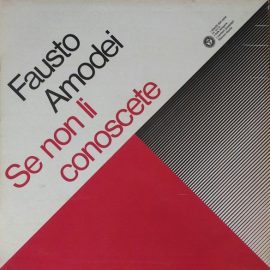 Fausto
Amodei
Se non li
conoscete